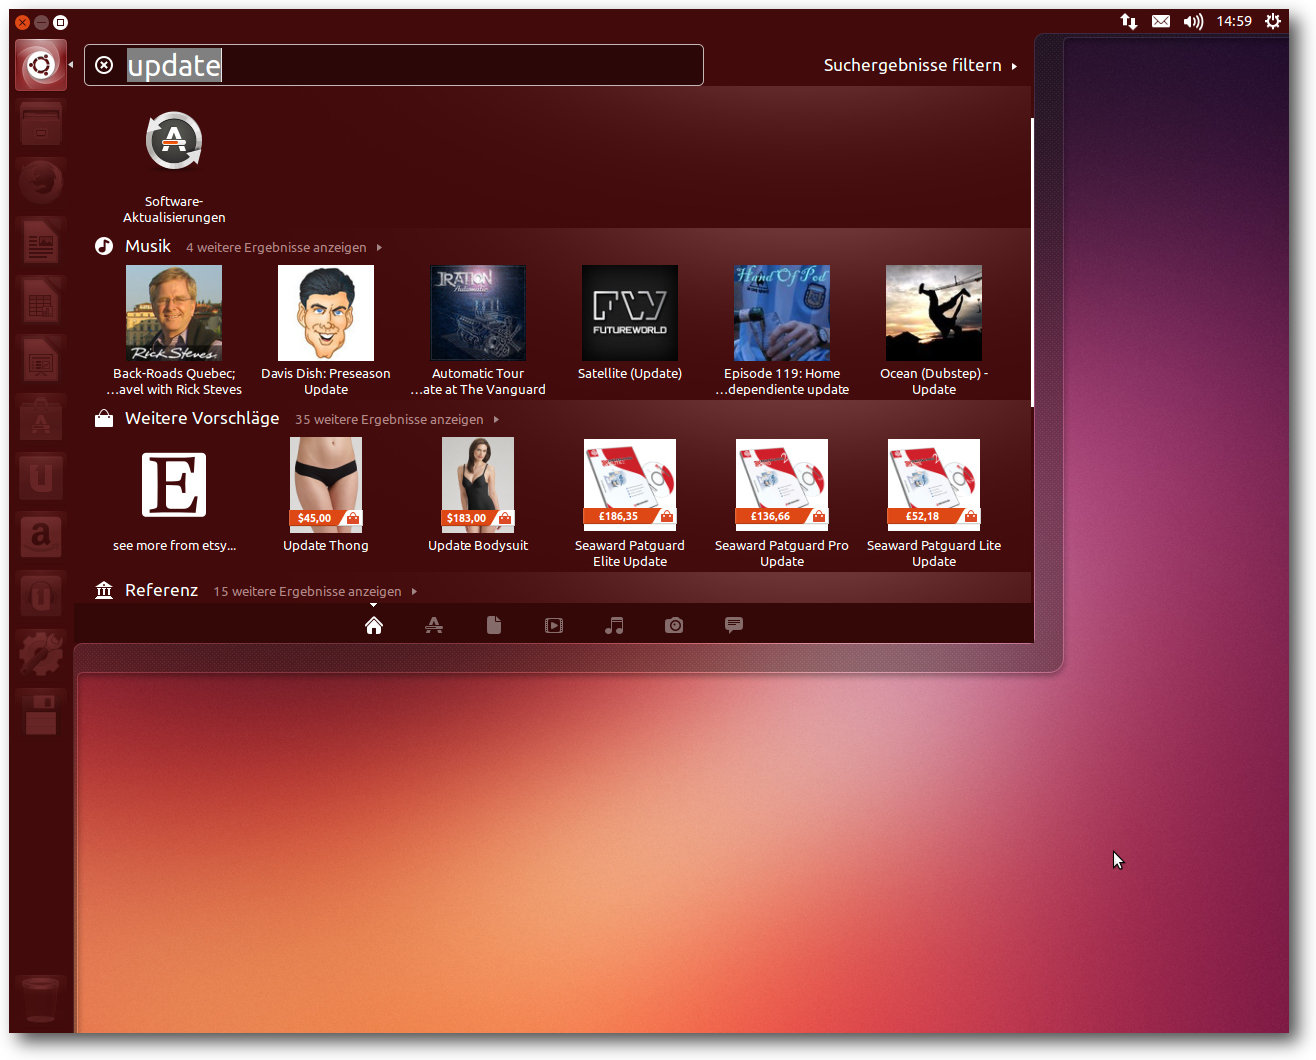 14:59
update
Suchergebnisse filtern
Software-
Aktualisierungen
Musik 4 weitere Ergebnisse anzeigen
Rick Steves
IRATION
Automatic
FW
FUTUREWORLD
Hand Of Pod
Back-Roads Quebec;
...avel with Rick Steves
Davis Dish: Preseason
Update
Automatic Tour
...ate at The Vanguard
Satellite (Update)
Episode 119: Home
...dependiente update
Ocean (Dubstep) -
Update
Weitere Vorschläge 35 weitere Ergebnisse anzeigen
E
$45,00
$183,00
£186,35
£136,66
£52,18
see more from etsy...
Update Thong
Update Bodysuit
Seaward Patguard
Elite Update
Seaward Patguard Pro
Update
Seaward Patguard Lite
Update
Referenz 15 weitere Ergebnisse anzeigen